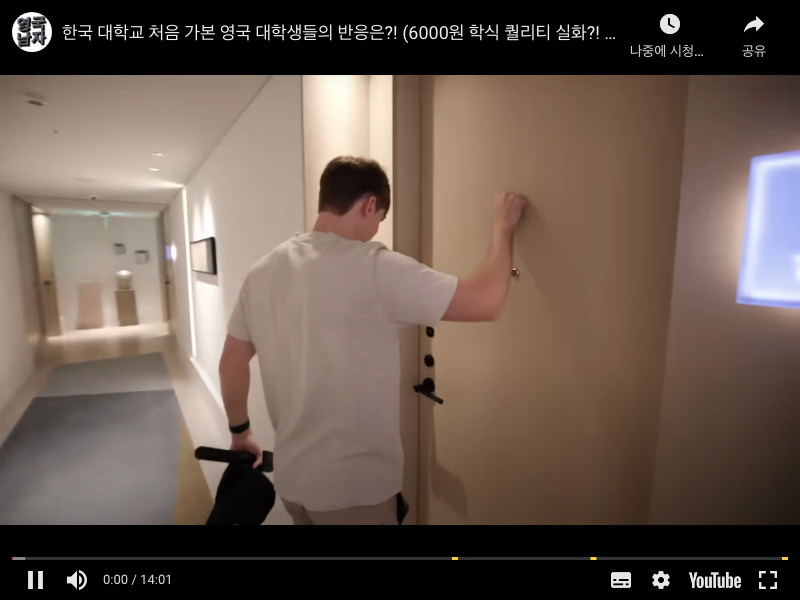 영국
남자
한국 대학교 처음 가본 영국 대학생들의 반응은?! (6000원 학식 퀄리티 실화?! ...
나중에 시청...
공유
0:00 / 14:01
YouTube